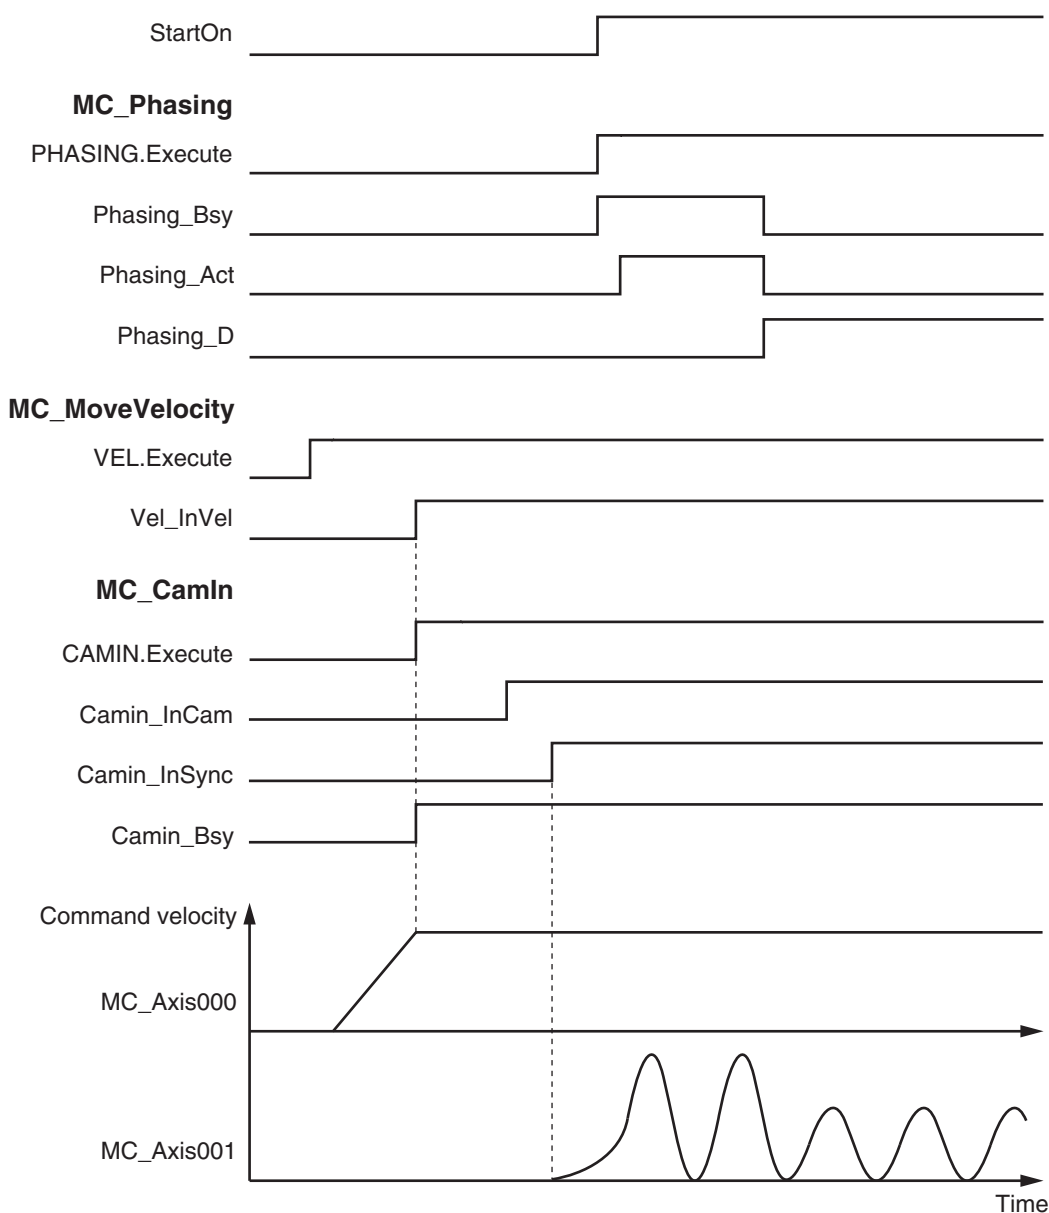 StartOn
MC_Phasing
PHASING.Execute
Phasing_Bsy
Phasing_Act
Phasing_D
MC_MoveVelocity
VEL.Execute
Vel_InVel
MC_CamIn
CAMIN.Execute
Camin_InCam
Camin_InSync
Camin_Bsy
Command velocity
MC_Axis000
MC_Axis001
Time